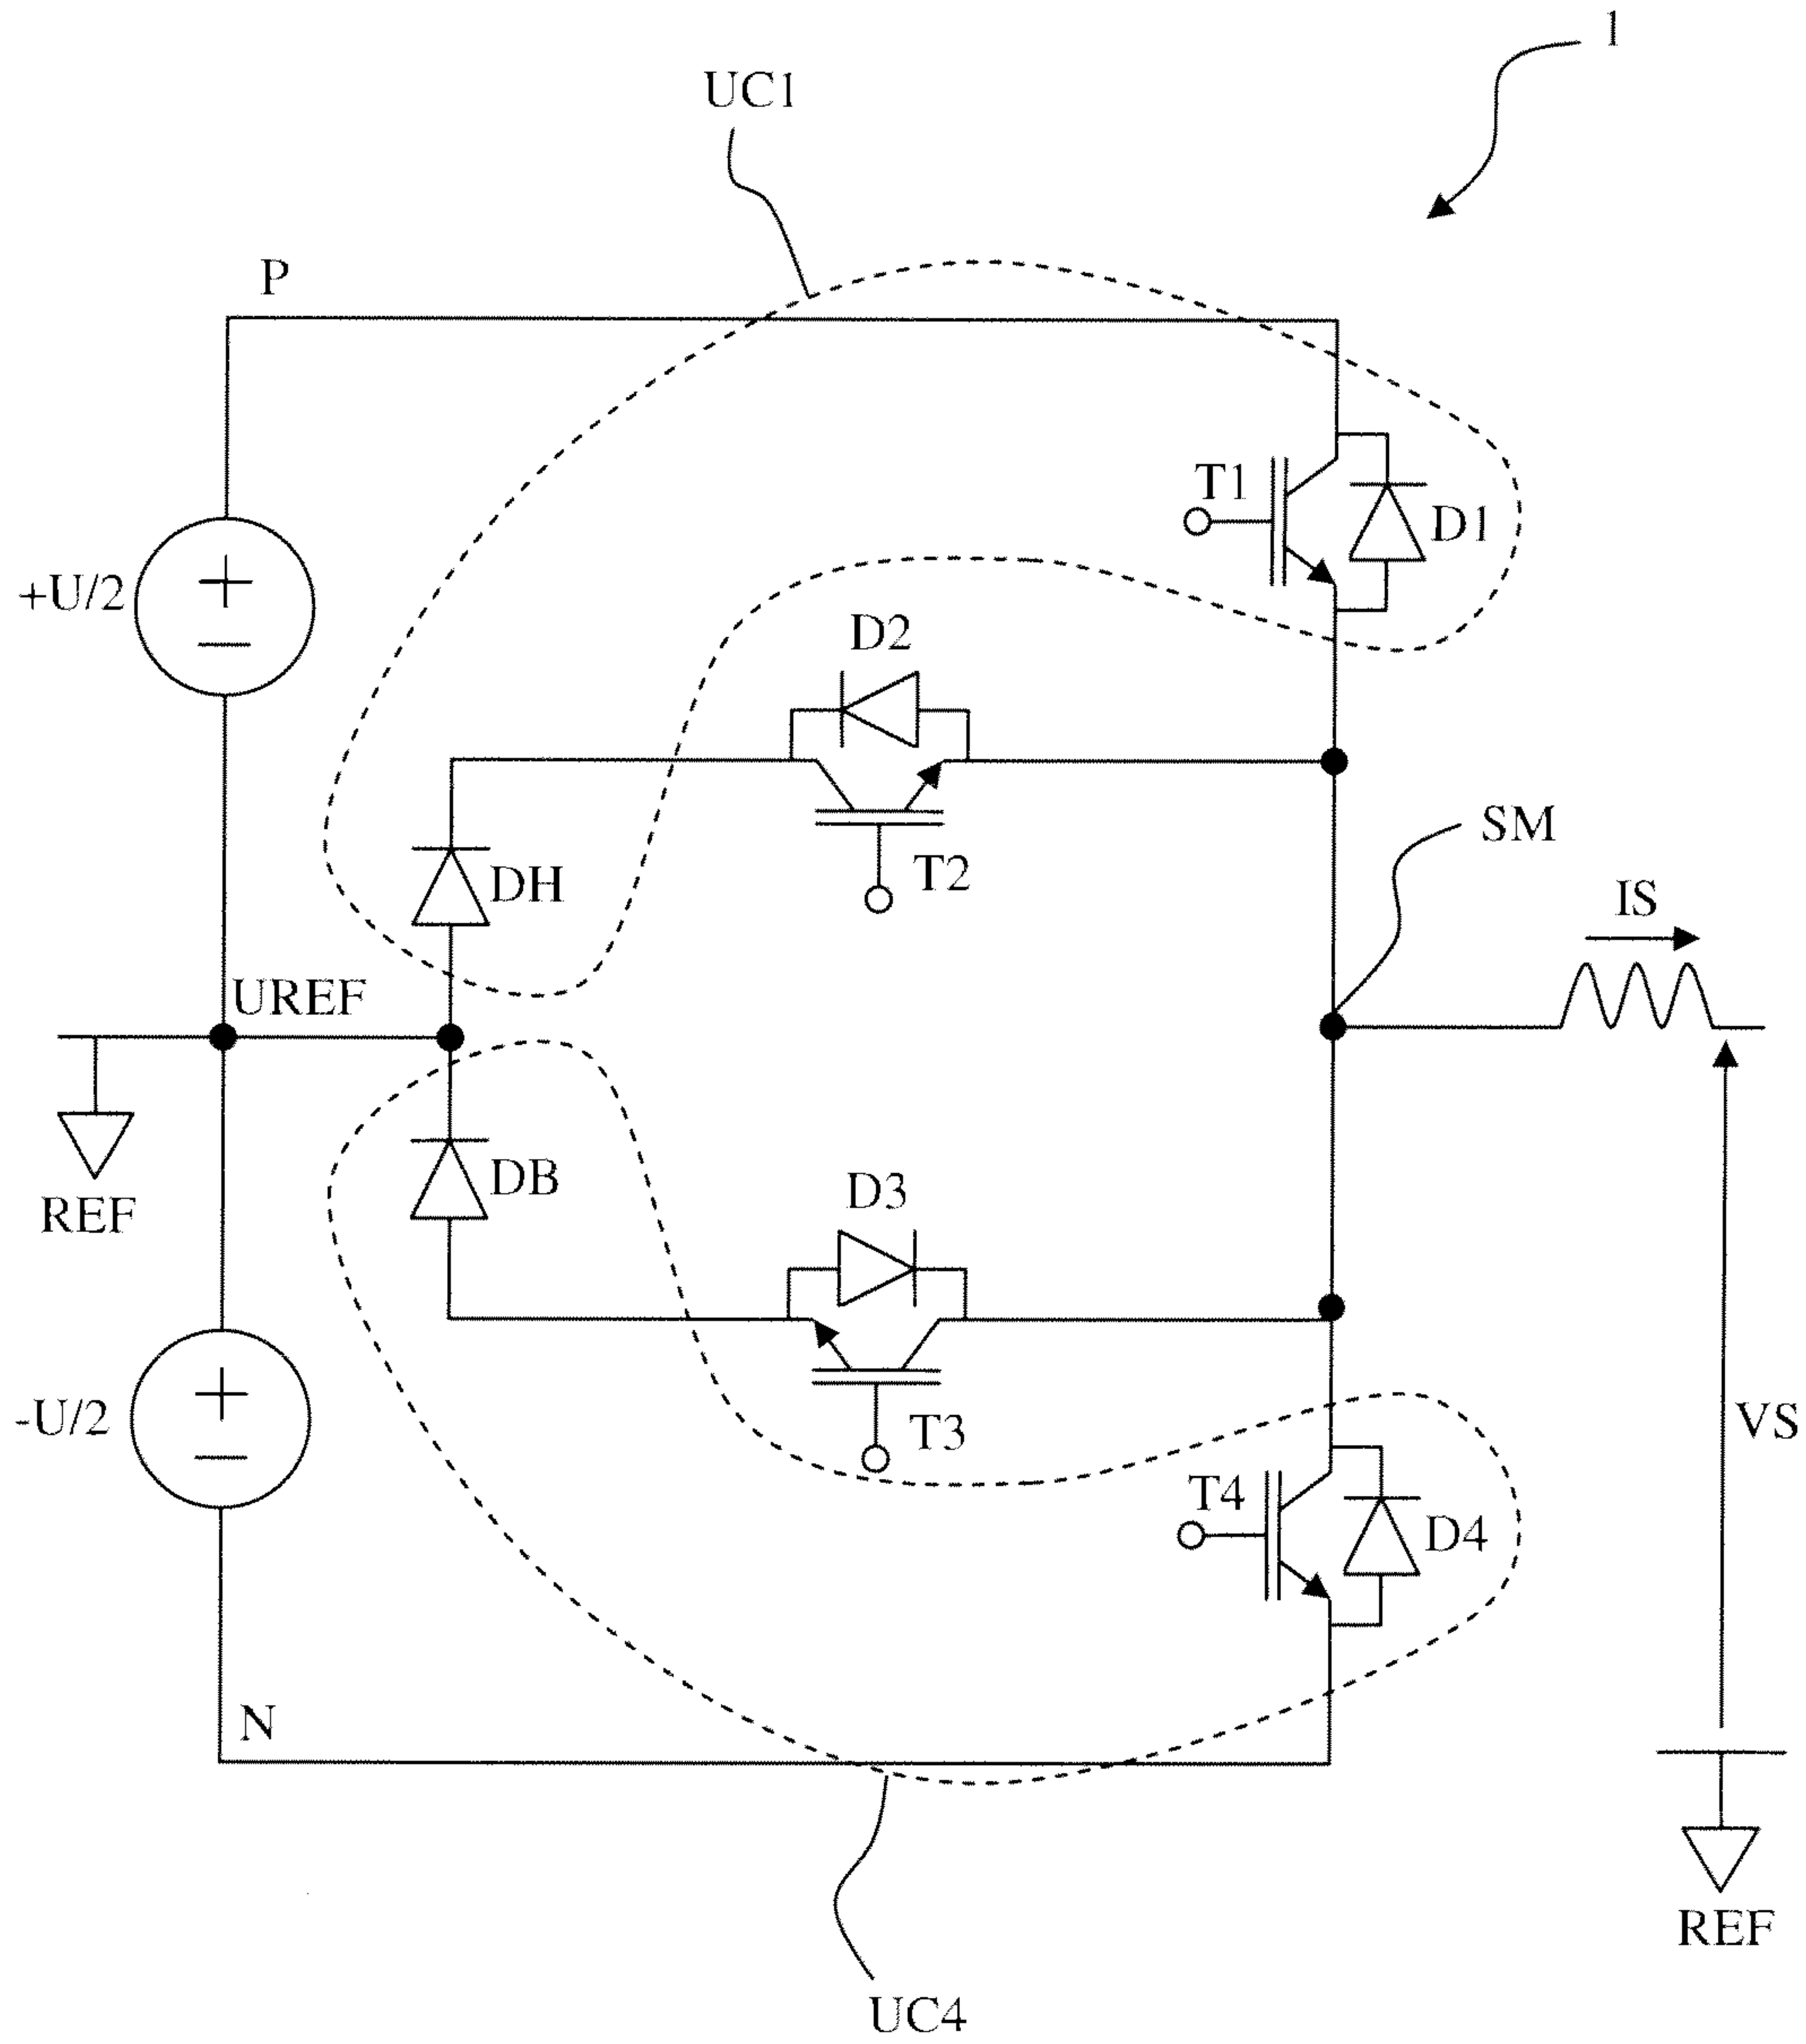 1
UC1
P
T1
D1
+U/2
D2
SM
T2
DH
IS
UREF
REF
DB
D3
-U/2
VS
T3
T4
D4
N
REF
UC4